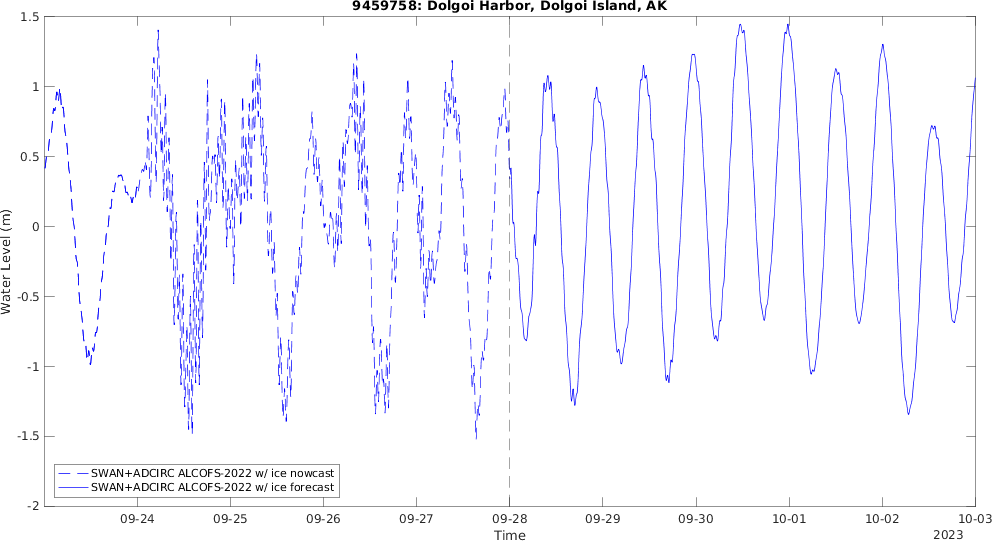 9459758: Dolgoi Harbor, Dolgoi Island, AK
1.5
1
0.5
0
-0.5
-1
-1.5
-2
Water Level (m)
SWAN+ADCIRC ALCOFS-2022 w/ ice nowcast
SWAN+ADCIRC ALCOFS-2022 w/ ice forecast
09-24 09-25 09-26 09-27 09-28 09-29 09-30 10-01 10-02 10-03
Time
2023